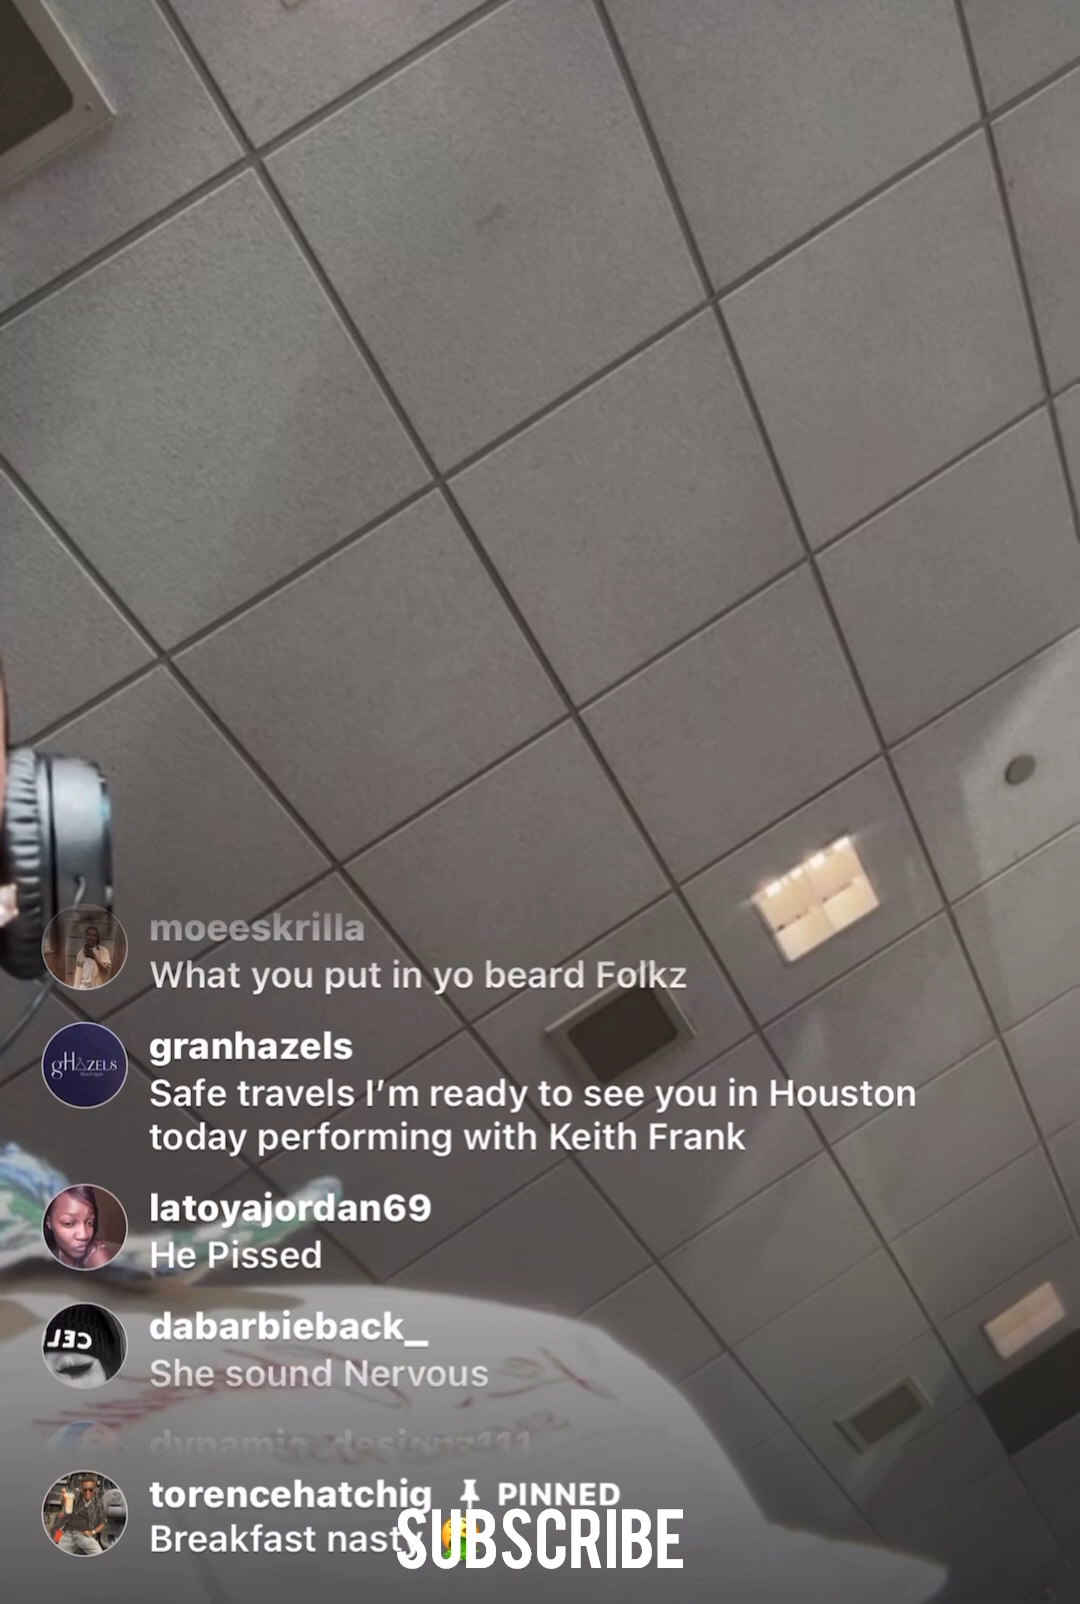 moeeskrilla
What you put in yo beard Folkz
gHAZELS
granhazels
Safe travels I'm ready to see you in Houston
today performing with Keith Frank
latoyajordan69
He Pissed
CEL
dabarbieback_
She sound Nervous
torencehatchig PINNED
Breakfast nasty 🤮
SUBSCRIBE